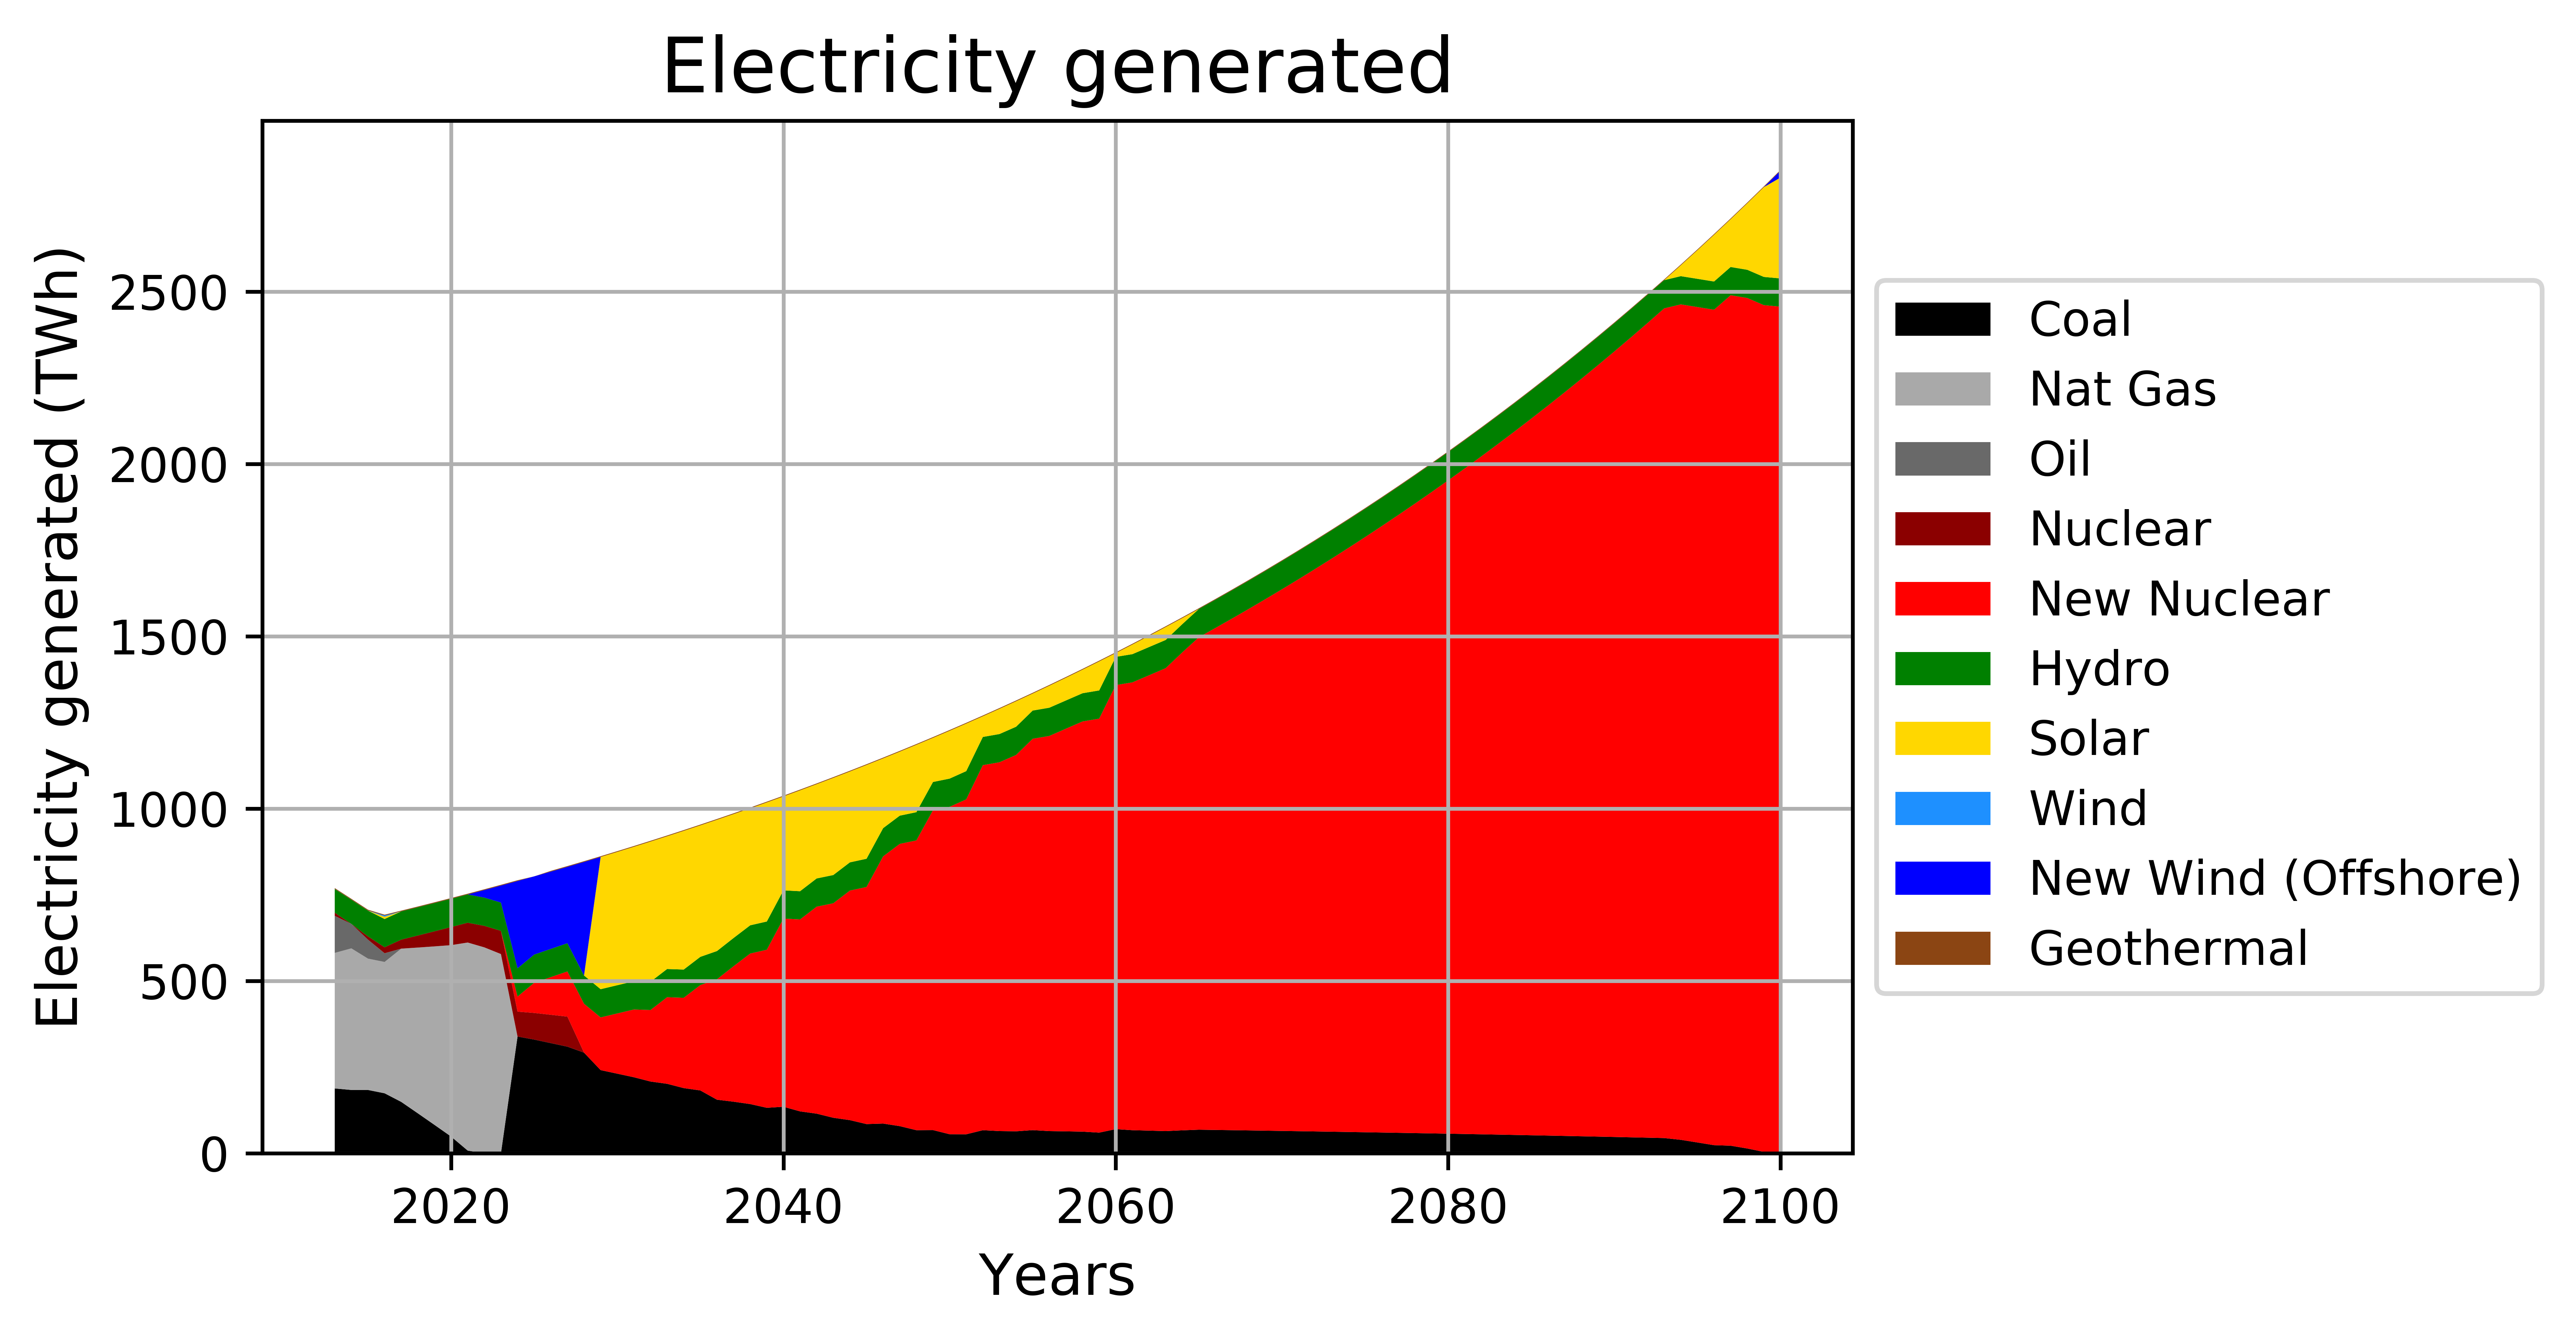 Electricity generated
Electricity generated (TWh)
2500
2000
1500
1000
500
0
2020
2040
2060
2080
2100
Years
Coal
Nat Gas
Oil
Nuclear
New Nuclear
Hydro
Solar
Wind
New Wind (Offshore)
Geothermal